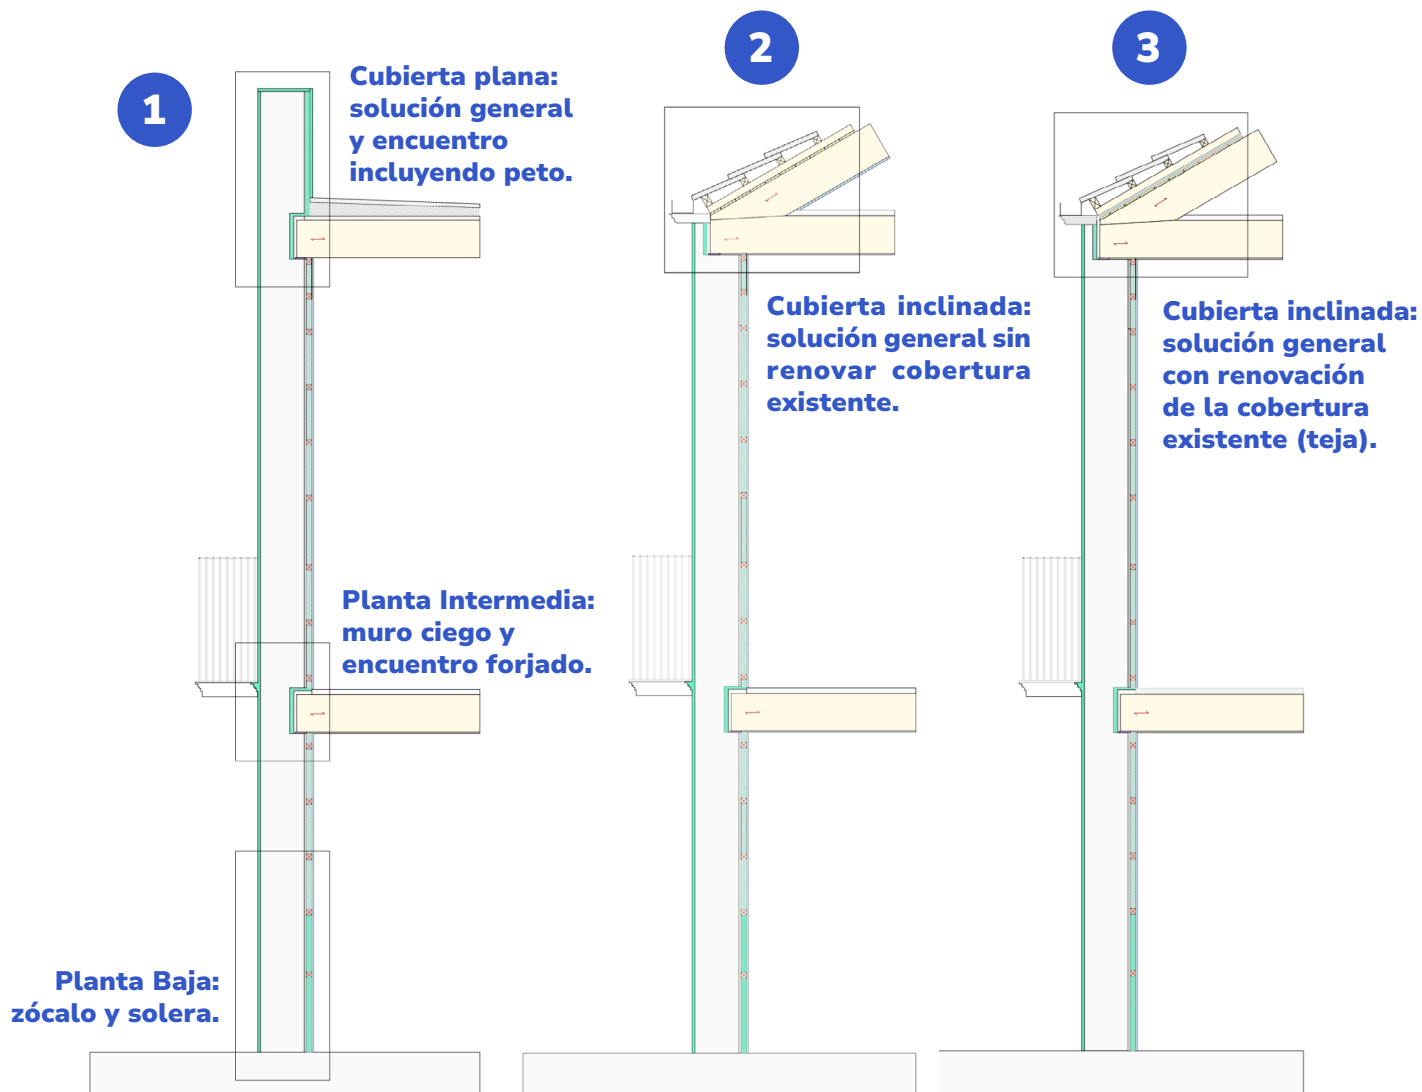 1
Cubierta plana:
solución general
y encuentro
incluyendo peto.
2
3
Cubierta inclinada:
solución general sin
renovar cobertura
existente.
Cubierta inclinada:
solución general
con renovación
de la cobertura
existente (teja).
Planta Intermedia:
muro ciego y
encuentro forjado.
Planta Baja:
zócalo y solera.